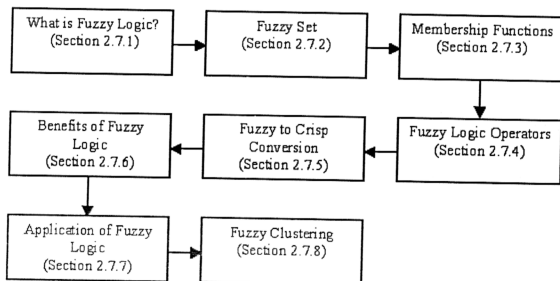 What is Fuzzy Logic?
(Section 2.7.1)
Fuzzy Set
(Section 2.7.2)
Membership Functions
(Section 2.7.3)
Fuzzy Logic Operators
(Section 2.7.4)
Fuzzy to Crisp
Conversion
(Section 2.7.5)
Benefits of Fuzzy
Logic
(Section 2.7.6)
Application of Fuzzy
Logic
(Section 2.7.7)
Fuzzy Clustering
(Section 2.7.8)